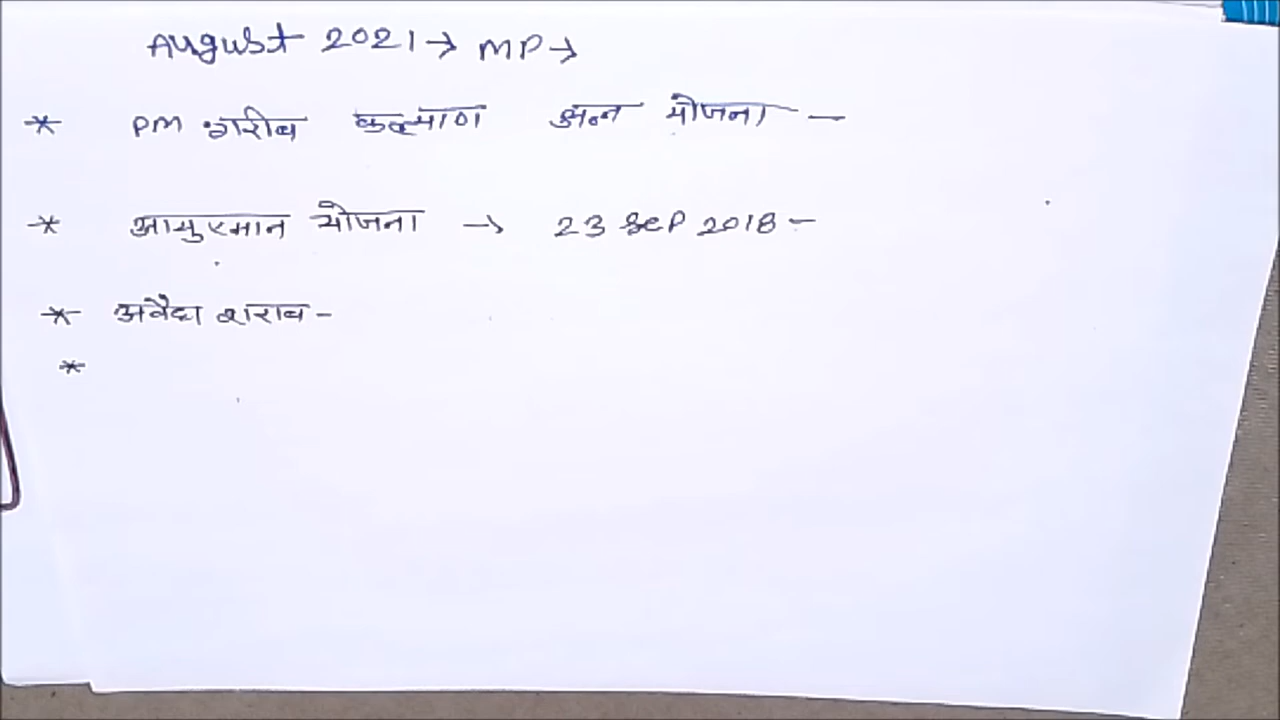 August 2021 → MP →
* PM गरीब कल्याण अन्न योजना –
* आयुष्मान योजना → 23 Sep 2018 –
* अवैध शराब –
*